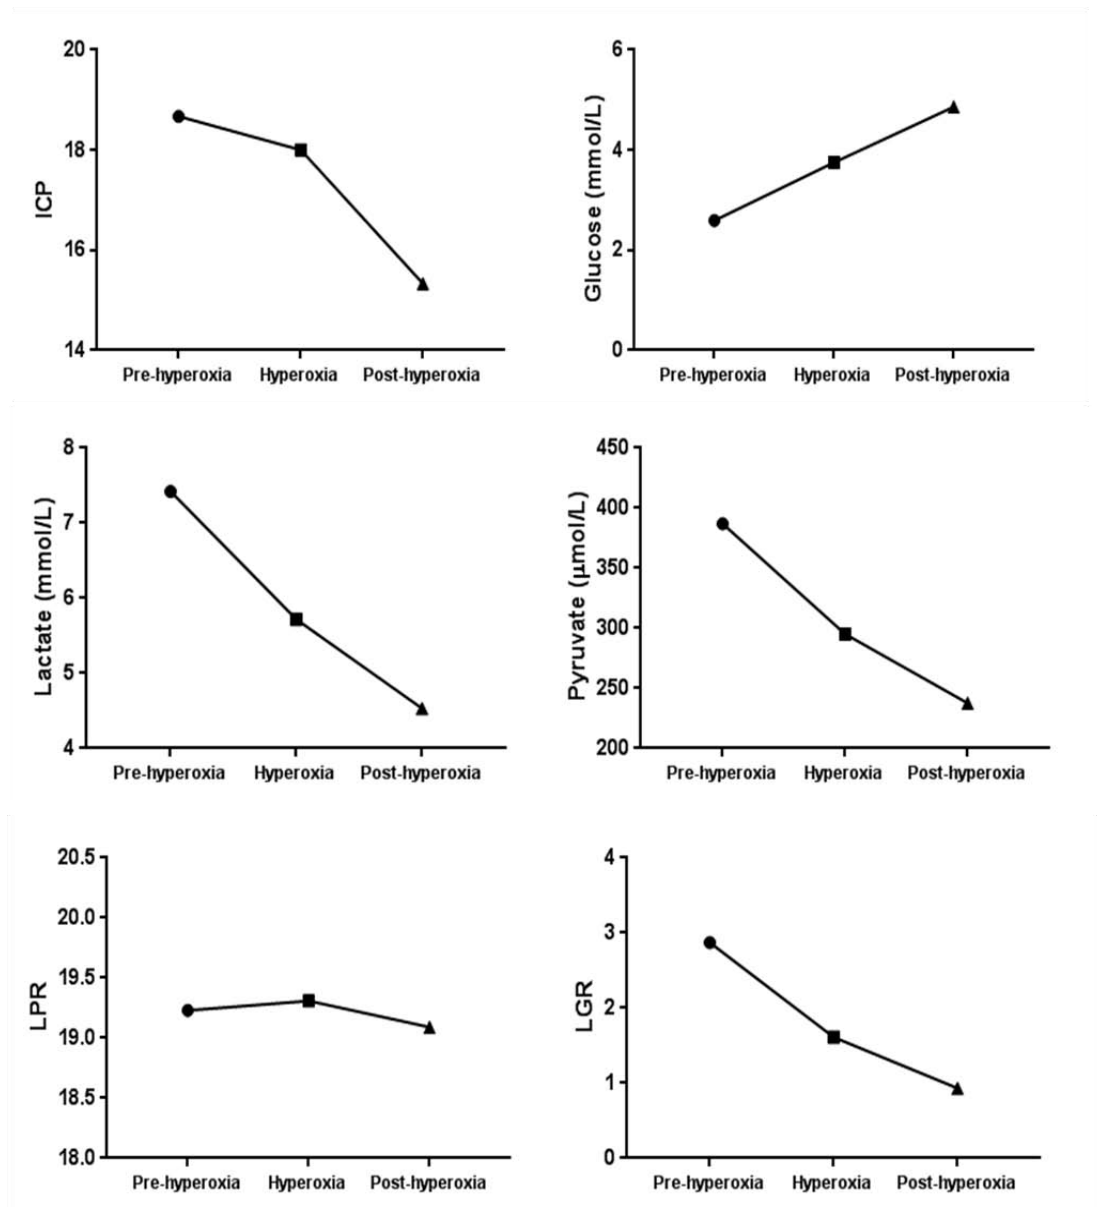 ICP
20
18
16
14
Pre-hyperoxia Hyperoxia Post-hyperoxia
Glucose (mmol/L)
6
4
2
0
Pre-hyperoxia Hyperoxia Post-hyperoxia
Lactate (mmol/L)
8
7
6
5
4
Pre-hyperoxia Hyperoxia Post-hyperoxia
Pyruvate (μmol/L)
450
400
350
300
250
200
Pre-hyperoxia Hyperoxia Post-hyperoxia
LPR
20.5
20.0
19.5
19.0
18.5
18.0
Pre-hyperoxia Hyperoxia Post-hyperoxia
LGR
4
3
2
1
0
Pre-hyperoxia Hyperoxia Post-hyperoxia